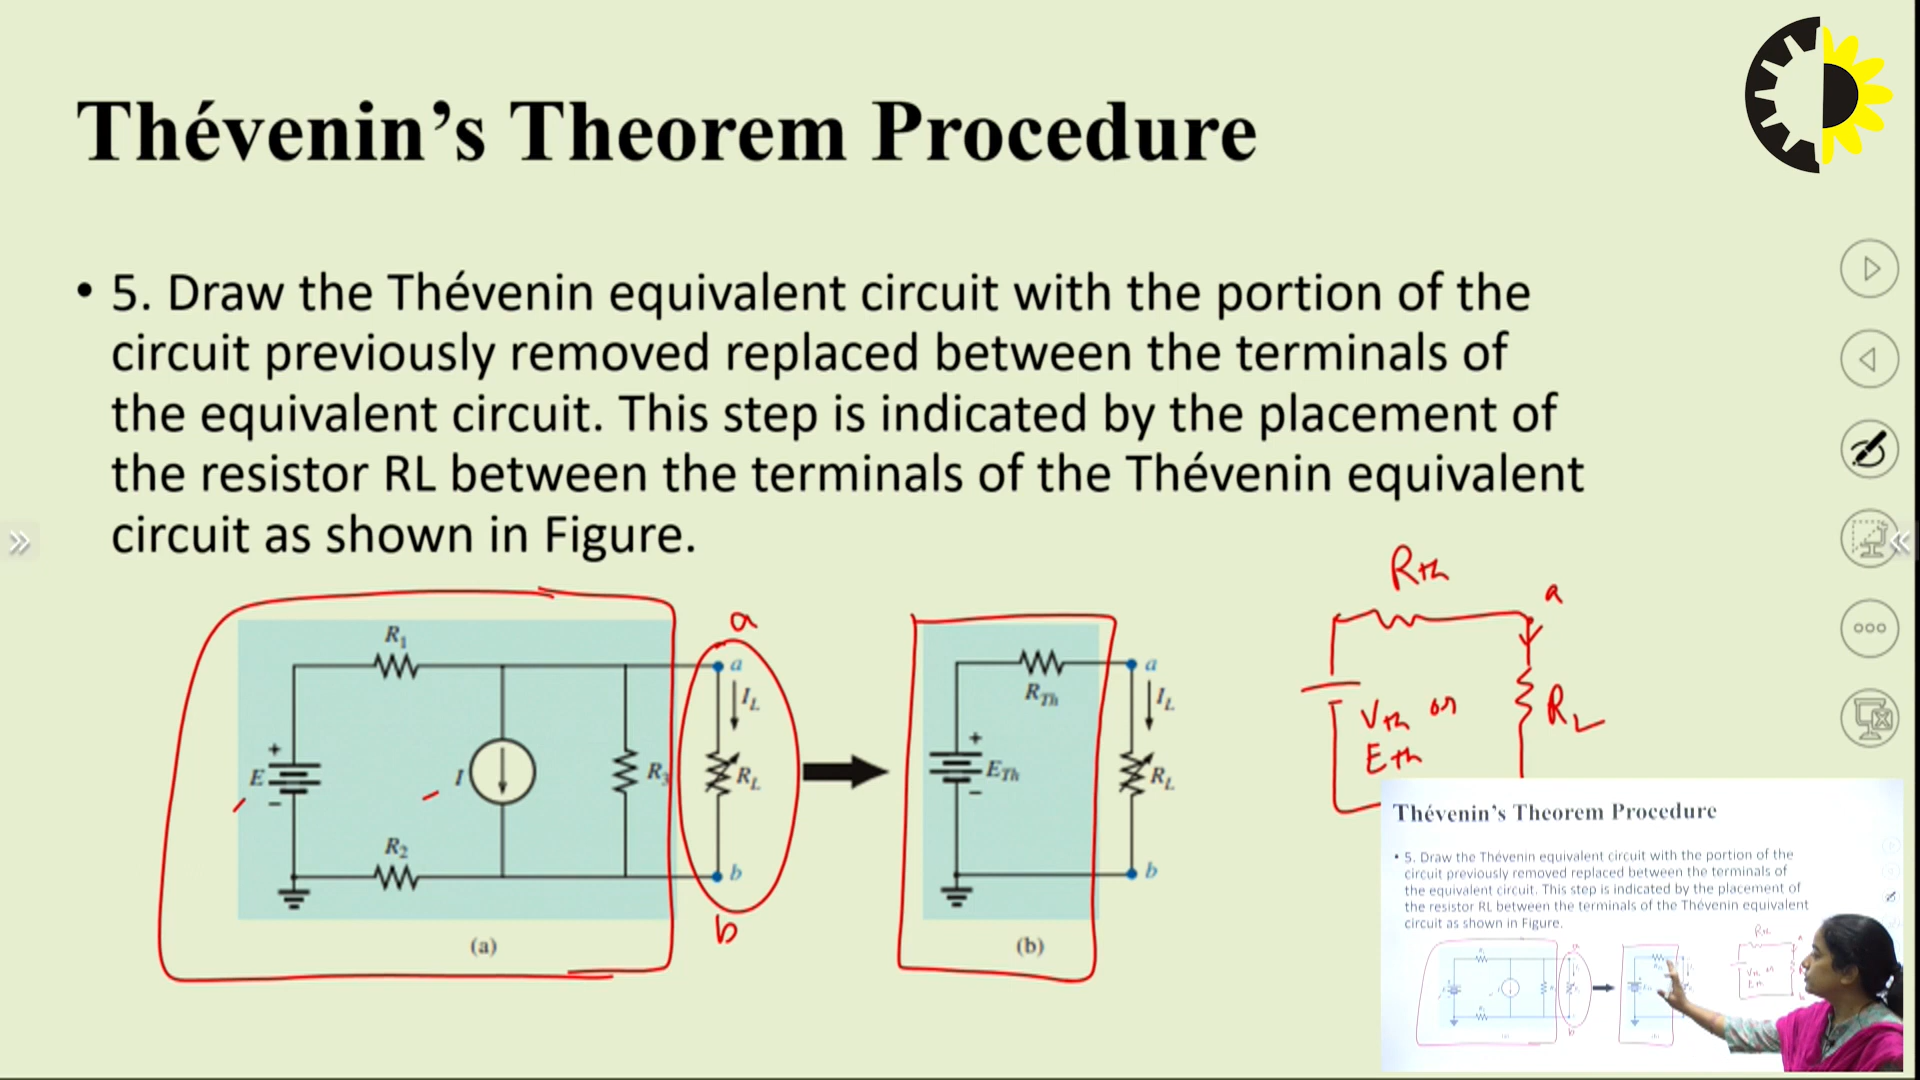 Thévenin’s Theorem Procedure
• 5. Draw the Thévenin equivalent circuit with the portion of the
circuit previously removed replaced between the terminals of
the equivalent circuit. This step is indicated by the placement of
the resistor RL between the terminals of the Thévenin equivalent
circuit as shown in Figure.
Rth
a
a
R1
a
IL
E
I
R3
RL
R2
b
b
(a)
RTh
a
IL
ETh
RL
b
(b)
Vth or
Eth
RL
Thévenin’s Theorem Procedure
• 5. Draw the Thévenin equivalent circuit with the portion of the
circuit previously removed replaced between the terminals of
the equivalent circuit. This step is indicated by the placement of
the resistor RL between the terminals of the Thévenin equivalent
circuit as shown in Figure.